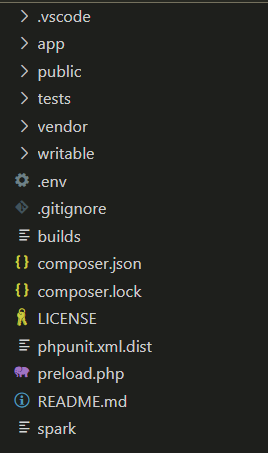 .vscode
app
public
tests
vendor
writable
.env
.gitignore
builds
composer.json
composer.lock
LICENSE
phpunit.xml.dist
preload.php
README.md
spark